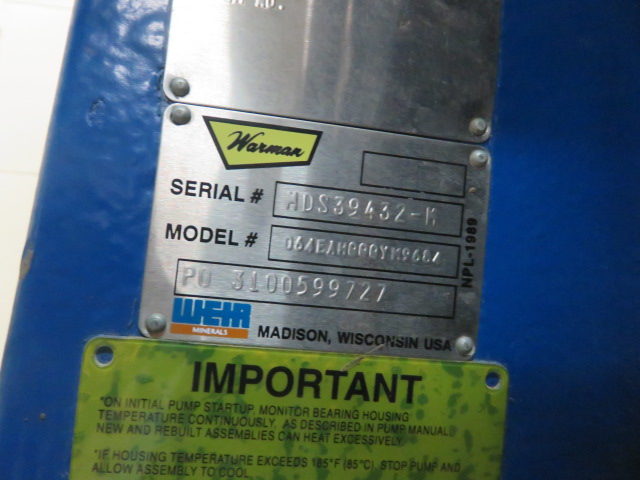 NO.
Warman
SERIAL # MDS39432-M
MODEL #
NPL-1989
PO 3100599727
WEIR
MINERALS
MADISON, WISCONSIN USA
IMPORTANT
"ON INITIAL PUMP STARTUP, MONITOR BEARING HOUSING
TEMPERATURE CONTINUOUSLY, AS DESCRIBED IN PUMP MANUAL.
NEW AND REBUILT ASSEMBLIES CAN HEAT EXCESSIVELY.
"IF HOUSING TEMPERATURE EXCEEDS 185°F (85°C), STOP PUMP AND
ALLOW ASSEMBLY TO COOL.